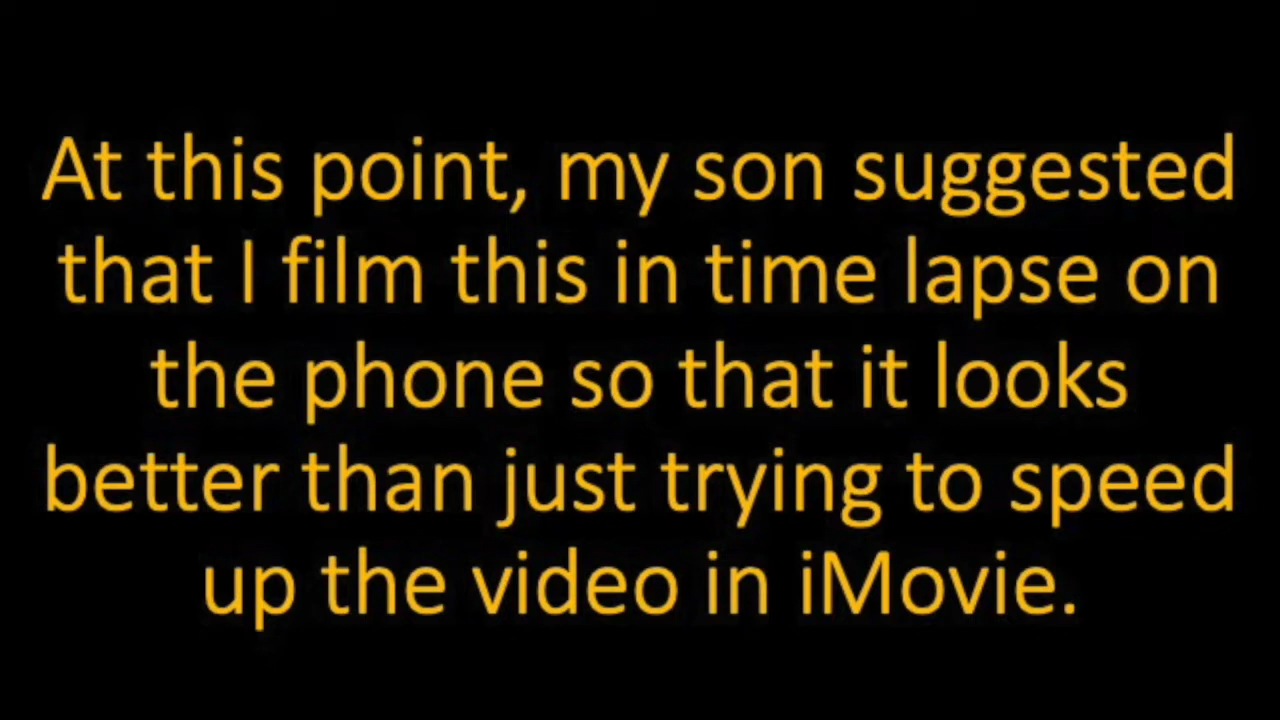 At this point, my son suggested
that I film this in time lapse on
the phone so that it looks
better than just trying to speed
up the video in iMovie.